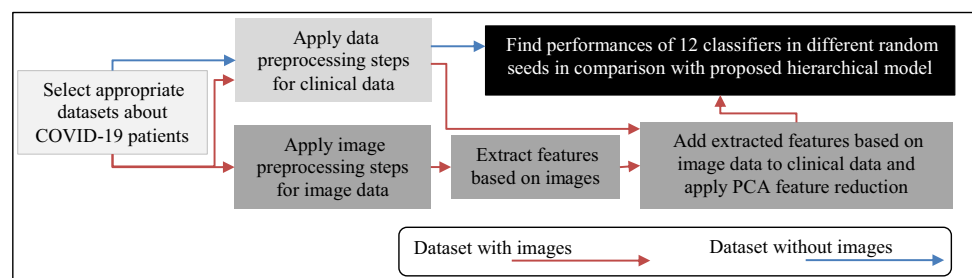 Select appropriate
datasets about
COVID-19 patients
Apply data
preprocessing steps
for clinical data
Find performances of 12 classifiers in different random
seeds in comparison with proposed hierarchical model
Apply image
preprocessing steps
for image data
Extract features
based on images
Add extracted features based on
image data to clinical data and
apply PCA feature reduction
Dataset with images
Dataset without images